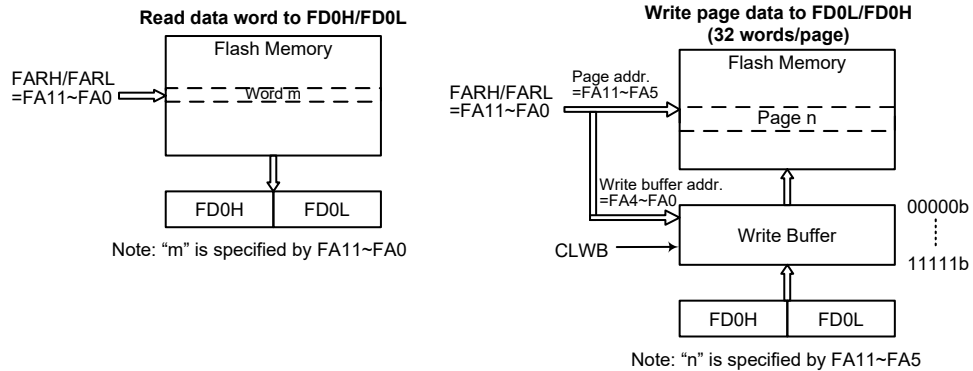 Read data word to FD0H/FD0L
Flash Memory
FARH/FARL
=FA11~FA0
Word m
FD0H
FD0L
Note: “m” is specified by FA11~FA0
Write page data to FD0L/FD0H
(32 words/page)
Flash Memory
FARH/FARL
=FA11~FA0
Page addr.
=FA11~FA5
Page n
Write buffer addr.
=FA4~FA0
CLWB
Write Buffer
00000b
11111b
FD0H
FD0L
Note: “n” is specified by FA11~FA5